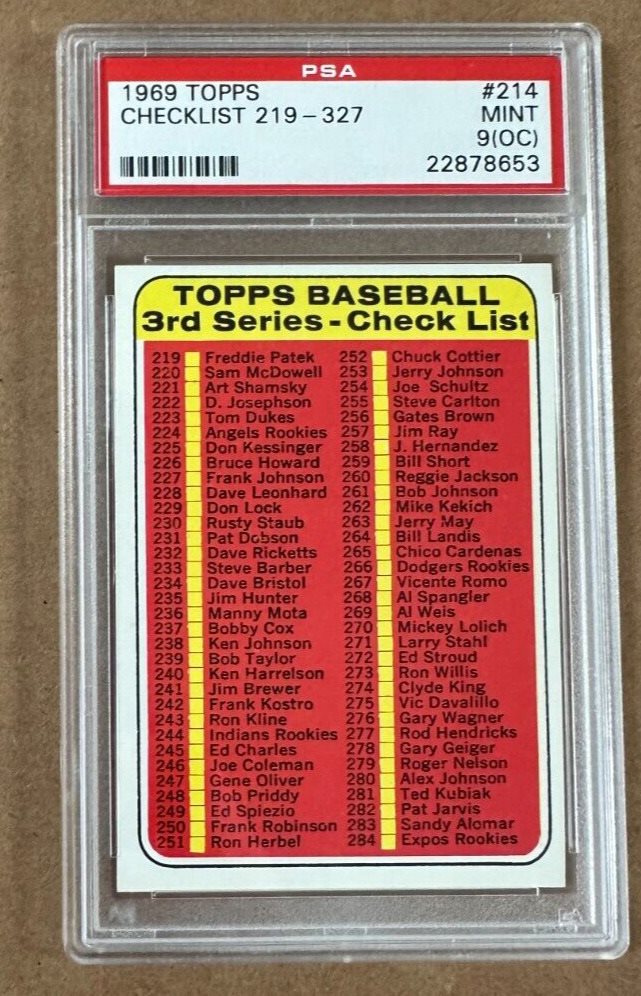 PSA
1969 TOPPS #214
CHECKLIST 219-327 MINT
9(OC)
22878653
TOPPS BASEBALL
3rd Series - Check List
219 Freddie Patek
220 Sam McDowell
221 Art Shamsky
222 D. Josephson
223 Tom Dukes
224 Angels Rookies
225 Don Kessinger
226 Bruce Howard
227 Frank Johnson
228 Dave Leonhard
229 Don Lock
230 Rusty Staub
231 Pat Dobson
232 Dave Ricketts
233 Steve Barber
234 Dave Bristol
235 Jim Hunter
236 Manny Mota
237 Bobby Cox
238 Ken Johnson
239 Bob Taylor
240 Ken Harrelson
241 Jim Brewer
242 Frank Kostro
243 Ron Kline
244 Indians Rookies
245 Ed Charles
246 Joe Coleman
247 Gene Oliver
248 Bob Priddy
249 Ed Spiezio
250 Frank Robinson
251 Ron Herbel
252 Chuck Cottier
253 Jerry Johnson
254 Joe Schultz
255 Steve Carlton
256 Gates Brown
257 Jim Ray
258 J. Hernandez
259 Bill Short
260 Reggie Jackson
261 Bob Johnson
262 Mike Kekich
263 Jerry May
264 Bill Landis
265 Chico Cardenas
266 Dodgers Rookies
267 Vicente Romo
268 Al Spangler
269 Al Weis
270 Mickey Lolich
271 Larry Stahl
272 Ed Stroud
273 Ron Willis
274 Clyde King
275 Vic Davalillo
276 Gary Wagner
277 Rod Hendricks
278 Gary Geiger
279 Roger Nelson
280 Alex Johnson
281 Ted Kubiak
282 Pat Jarvis
283 Sandy Alomar
284 Expos Rookies